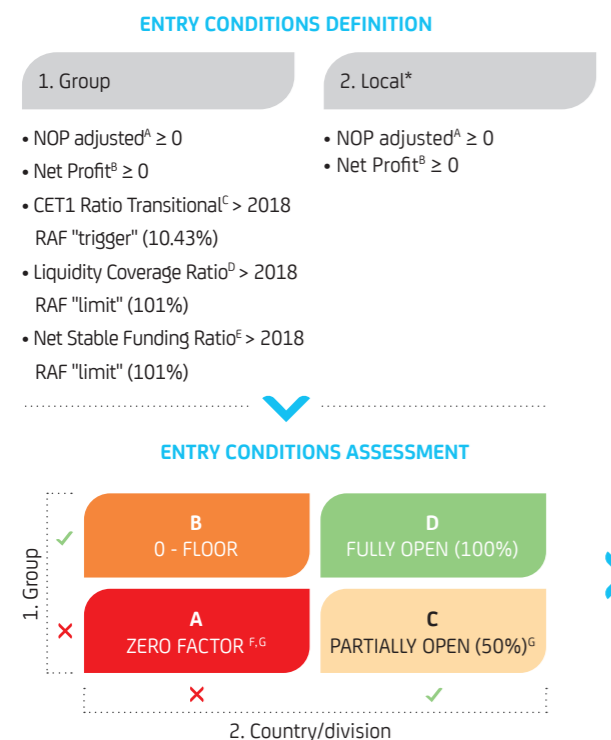 ENTRY CONDITIONS DEFINITION
1. Group
2. Local*
• NOP adjustedᴬ ≥ 0
• Net Profitᴮ ≥ 0
• CET1 Ratio Transitionalᶜ > 2018
RAF "trigger" (10.43%)
• Liquidity Coverage Ratioᴰ > 2018
RAF "limit" (101%)
• Net Stable Funding Ratioᴱ > 2018
RAF "limit" (101%)
• NOP adjustedᴬ ≥ 0
• Net Profitᴮ ≥ 0
ENTRY CONDITIONS ASSESSMENT
1. Group
B
0 - FLOOR
D
FULLY OPEN (100%)
A
ZERO FACTOR F,G
C
PARTIALLY OPEN (50%)G
2. Country/division